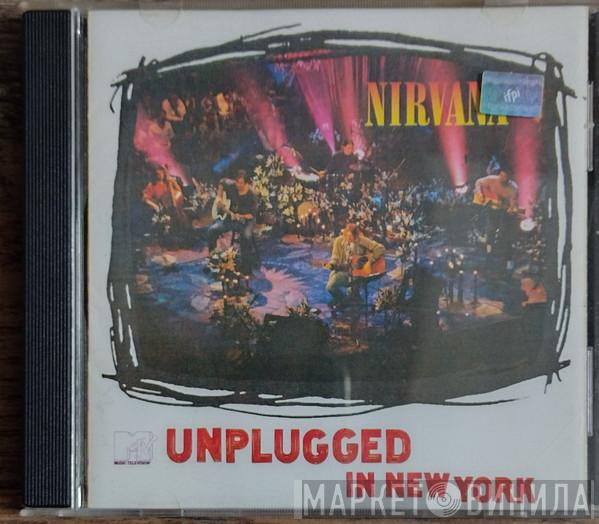 NIRVANA
ifpi
MTV
MUSIC TELEVISION
UNPLUGGED
IN NEW YORK
МАРКЕТ ВИНИЛА